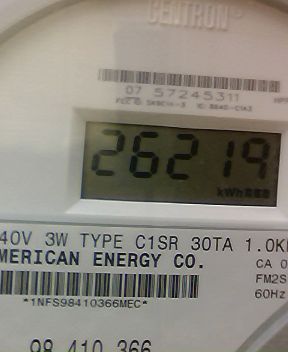 CENTRON®
07 57245311
26219
kWh
40V 3W TYPE C1SR 30TA 1.0K
MERICAN ENERGY CO.
CA 0
FM2S
60Hz
*1NFS98410366MEC*
98 410 366